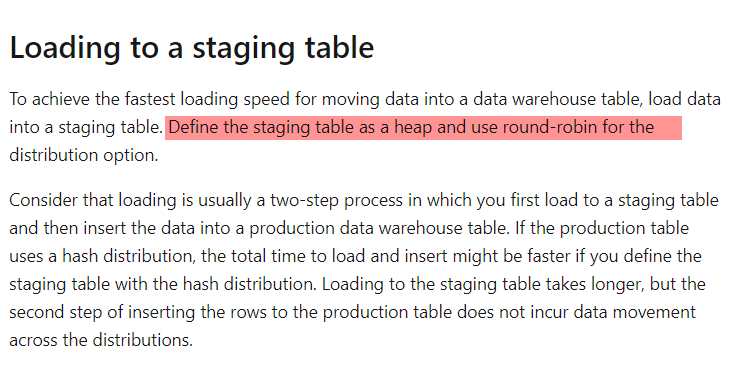 Loading to a staging table
To achieve the fastest loading speed for moving data into a data warehouse table, load data
into a staging table. Define the staging table as a heap and use round-robin for the
distribution option.
Consider that loading is usually a two-step process in which you first load to a staging table
and then insert the data into a production data warehouse table. If the production table
uses a hash distribution, the total time to load and insert might be faster if you define the
staging table with the hash distribution. Loading to the staging table takes longer, but the
second step of inserting the rows to the production table does not incur data movement
across the distributions.